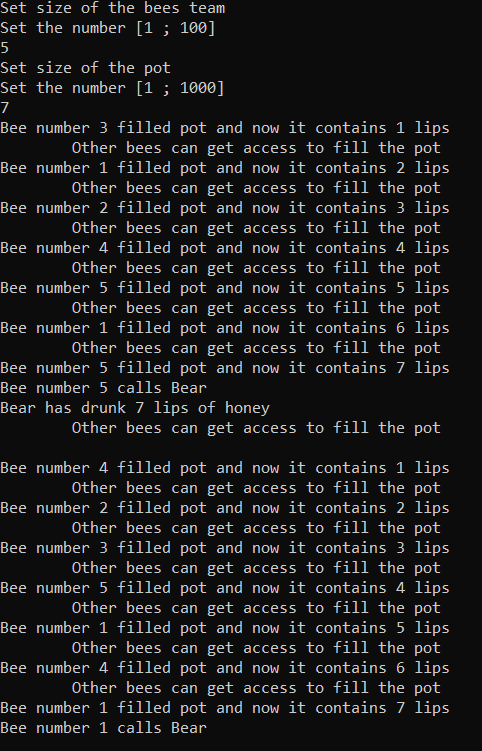 Set size of the bees team
Set the number [1 ; 100]
5
Set size of the pot
Set the number [1 ; 1000]
7
Bee number 3 filled pot and now it contains 1 lips
Other bees can get access to fill the pot
Bee number 1 filled pot and now it contains 2 lips
Other bees can get access to fill the pot
Bee number 2 filled pot and now it contains 3 lips
Other bees can get access to fill the pot
Bee number 4 filled pot and now it contains 4 lips
Other bees can get access to fill the pot
Bee number 5 filled pot and now it contains 5 lips
Other bees can get access to fill the pot
Bee number 1 filled pot and now it contains 6 lips
Other bees can get access to fill the pot
Bee number 5 filled pot and now it contains 7 lips
Bee number 5 calls Bear
Bear has drunk 7 lips of honey
Other bees can get access to fill the pot
Bee number 4 filled pot and now it contains 1 lips
Other bees can get access to fill the pot
Bee number 2 filled pot and now it contains 2 lips
Other bees can get access to fill the pot
Bee number 3 filled pot and now it contains 3 lips
Other bees can get access to fill the pot
Bee number 5 filled pot and now it contains 4 lips
Other bees can get access to fill the pot
Bee number 1 filled pot and now it contains 5 lips
Other bees can get access to fill the pot
Bee number 4 filled pot and now it contains 6 lips
Other bees can get access to fill the pot
Bee number 1 filled pot and now it contains 7 lips
Bee number 1 calls Bear